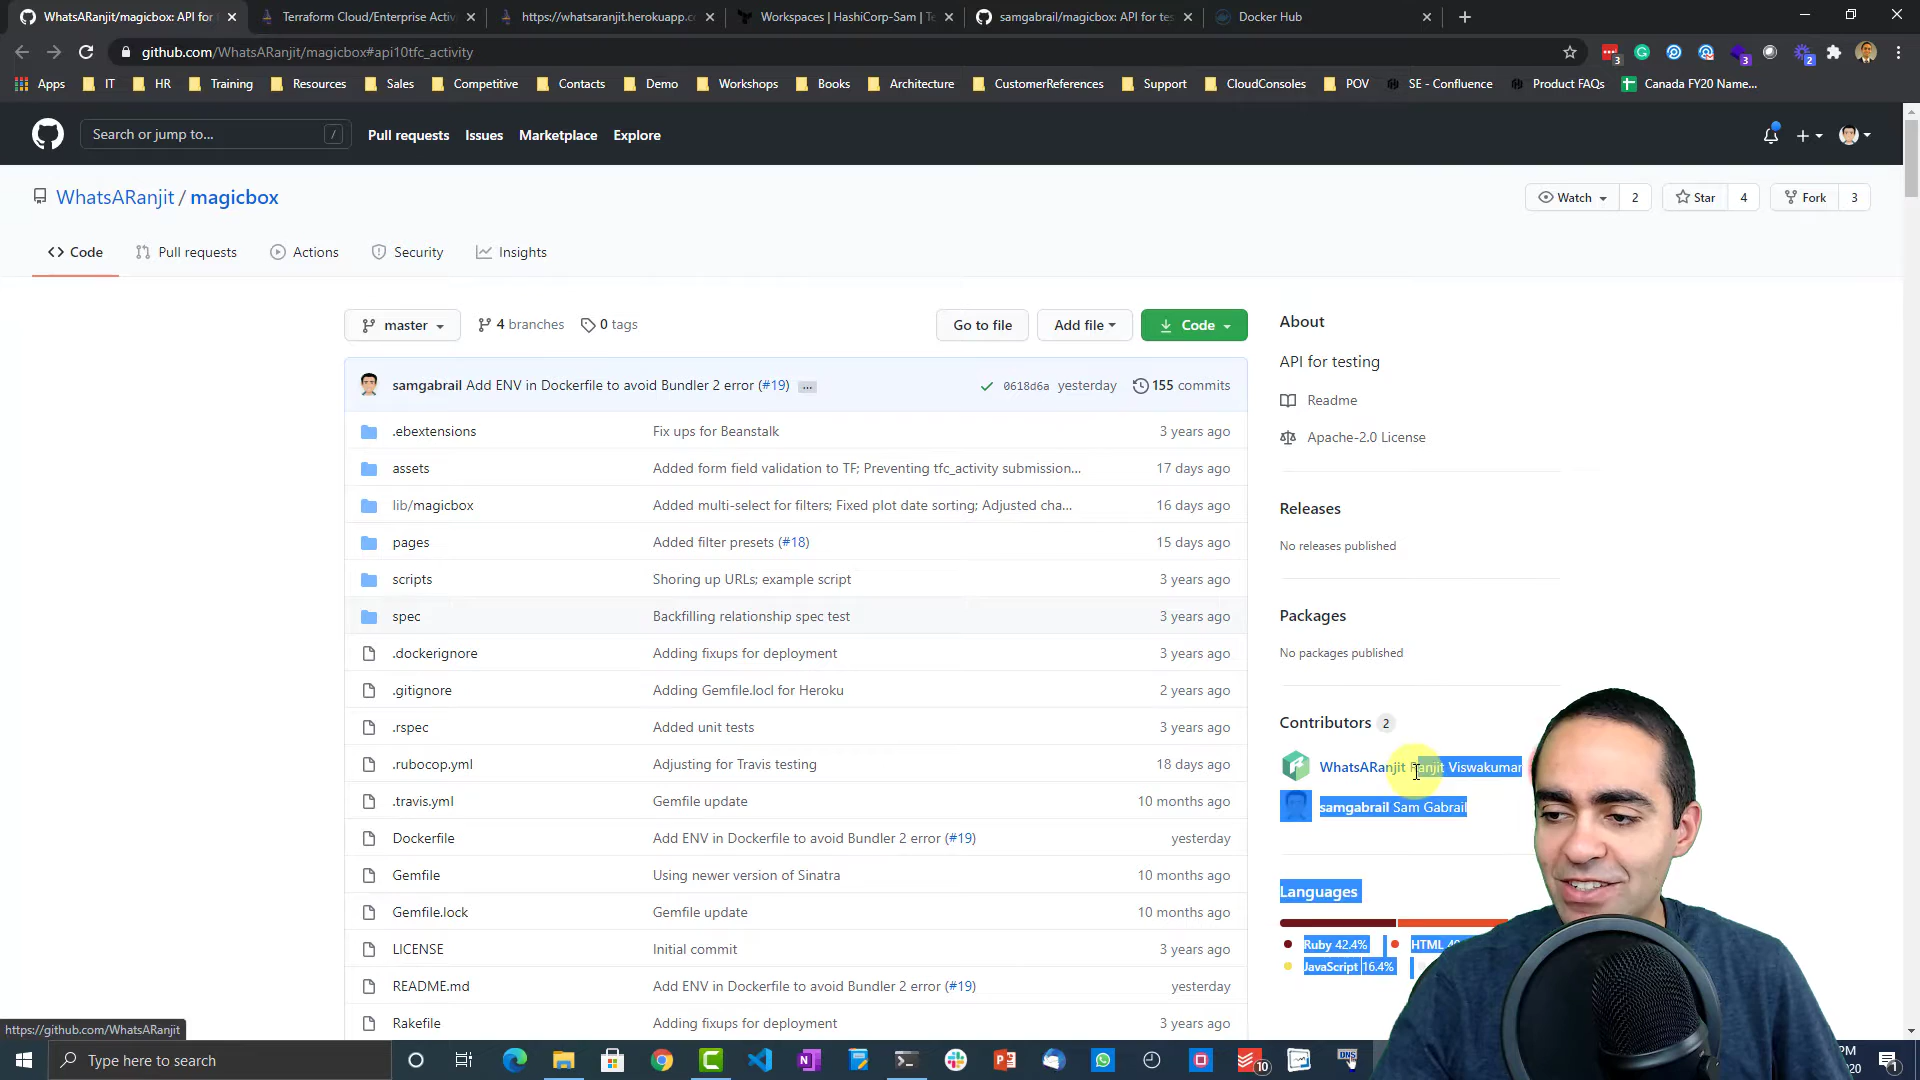 WhatsARanjit/magicbox: API for
Terraform Cloud/Enterprise Activ
https://whatsaranjit.herokuapp.c
Workspaces | HashiCorp-Sam | Te
samgabrail/magicbox: API for tes
Docker Hub
github.com/WhatsARanjit/magicbox#api10tfc_activity
3
3
2
Apps
IT
HR
Training
Resources
Sales
Competitive
Contacts
Demo
Workshops
Books
Architecture
CustomerReferences
Support
CloudConsoles
POV
SE - Confluence
Product FAQs
Canada FY20 Name...
Search or jump to...
/
Pull requests
Issues
Marketplace
Explore
WhatsARanjit / magicbox
Watch
2
Star
4
Fork
3
Code
Pull requests
Actions
Security
Insights
master
4 branches
0 tags
Go to file
Add file
Code
samgabrail Add ENV in Dockerfile to avoid Bundler 2 error (#19) ...
0618d6a yesterday
155 commits
.ebextensions Fix ups for Beanstalk 3 years ago
assets Added form field validation to TF; Preventing tfc_activity submission... 17 days ago
lib/magicbox Added multi-select for filters; Fixed plot date sorting; Adjusted cha... 16 days ago
pages Added filter presets (#18) 15 days ago
scripts Shoring up URLs; example script 3 years ago
spec Backfilling relationship spec test 3 years ago
.dockerignore Adding fixups for deployment 3 years ago
.gitignore Adding Gemfile.locl for Heroku 2 years ago
.rspec Added unit tests 3 years ago
.rubocop.yml Adjusting for Travis testing 18 days ago
.travis.yml Gemfile update 10 months ago
Dockerfile Add ENV in Dockerfile to avoid Bundler 2 error (#19) yesterday
Gemfile Using newer version of Sinatra 10 months ago
Gemfile.lock Gemfile update 10 months ago
LICENSE Initial commit 3 years ago
README.md Add ENV in Dockerfile to avoid Bundler 2 error (#19) yesterday
Rakefile Adding fixups for deployment 3 years ago
About
API for testing
Readme
Apache-2.0 License
Releases
No releases published
Packages
No packages published
Contributors 2
WhatsARanjit Ranjit Viswakumar
samgabrail Sam Gabrail
Languages
Ruby 42.4%
HTML
JavaScript 16.4%
https://github.com/WhatsARanjit
Type here to search
10
DNS
PM
20
1